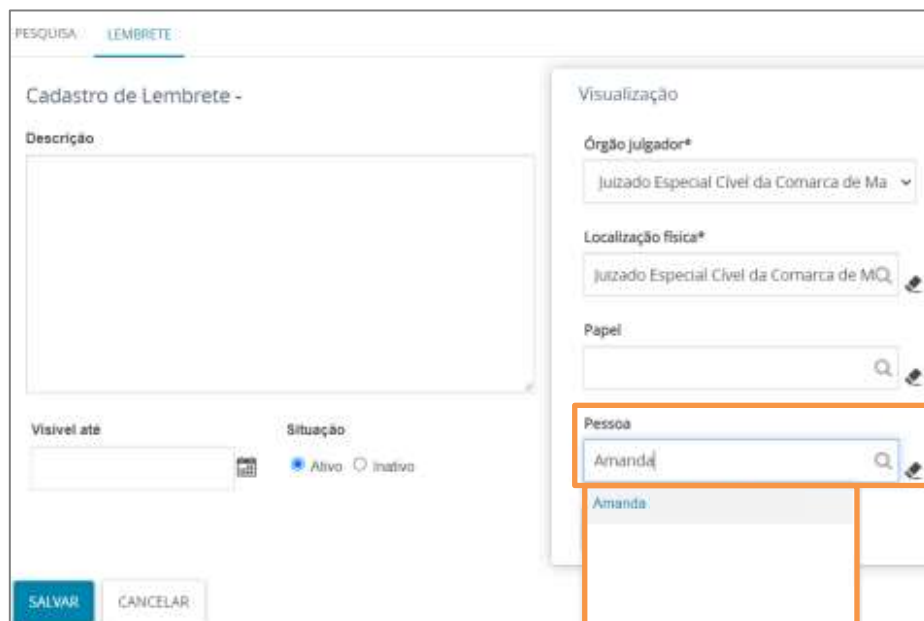 PESQUISA LEMBRETE
Cadastro de Lembrete -
Descrição
Visível até
Situação
Ativo Inativo
SALVAR CANCELAR
Visualização
Órgão julgador*
Juizado Especial Cível da Comarca de Ma
Localização física*
Juizado Especial Cível da Comarca de M
Papel
Pessoa
Amanda
Amanda